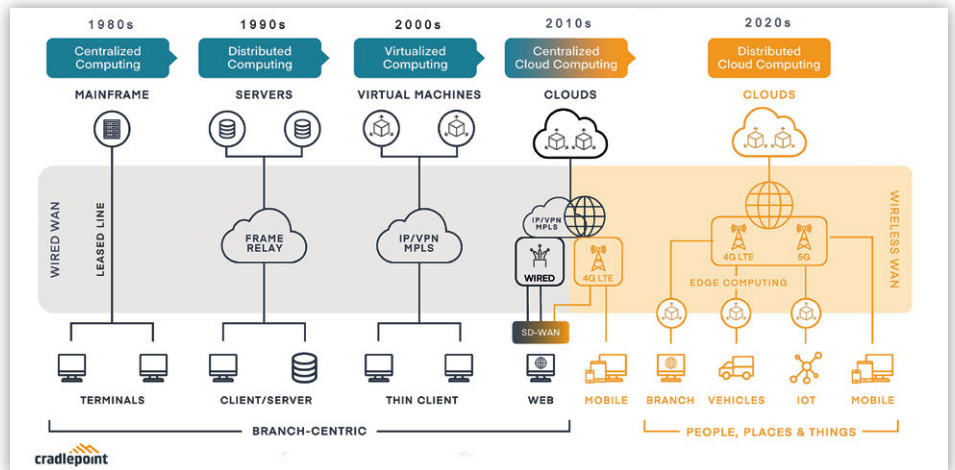 1980s
1990s
2000s
2010s
2020s
Centralized
Computing
Distributed
Computing
Virtualized
Computing
Centralized
Cloud Computing
Distributed
Cloud Computing
MAINFRAME
SERVERS
VIRTUAL MACHINES
CLOUDS
CLOUDS
WIRED WAN
LEASED LINE
FRAME
RELAY
IP/VPN
MPLS
IP/VPN
MPLS
WIRED
4G LTE
4G LTE
5G
WIRELESS WAN
EDGE COMPUTING
SD-WAN
TERMINALS
CLIENT/SERVER
THIN CLIENT
WEB
MOBILE
BRANCH
VEHICLES
IOT
MOBILE
BRANCH-CENTRIC
PEOPLE, PLACES & THINGS
cradlepoint